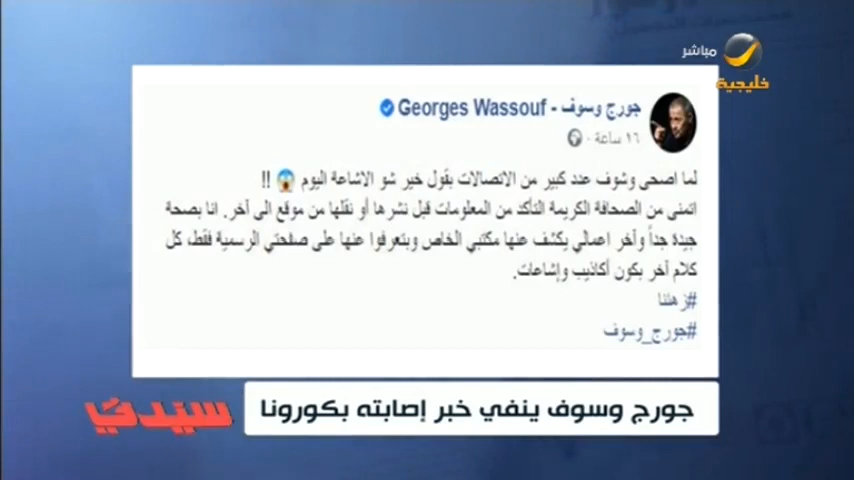 مباشر
خليجية
جورج وسوف - Georges Wassouf
١٦ ساعة ·
لما اصحى وشوف عدد كبير من الاتصالات بقول خير شو الاشاعة اليوم 😱 !!
اتمنى من الصحافة الكريمة التأكد من المعلومات قبل نشرها أو نقلها من موقع الى آخر. انا بصحة
جيدة جداً وآخر اعمالي يكشف عنها مكتبي الخاص وبتعرفوا عنها على صفحتي الرسمية فقط، كل
كلام آخر بكون أكاذيب وإشاعات.
#زهقنا
#جورج_وسوف
جورج وسوف ينفي خبر إصابته بكورونا
سيدتي